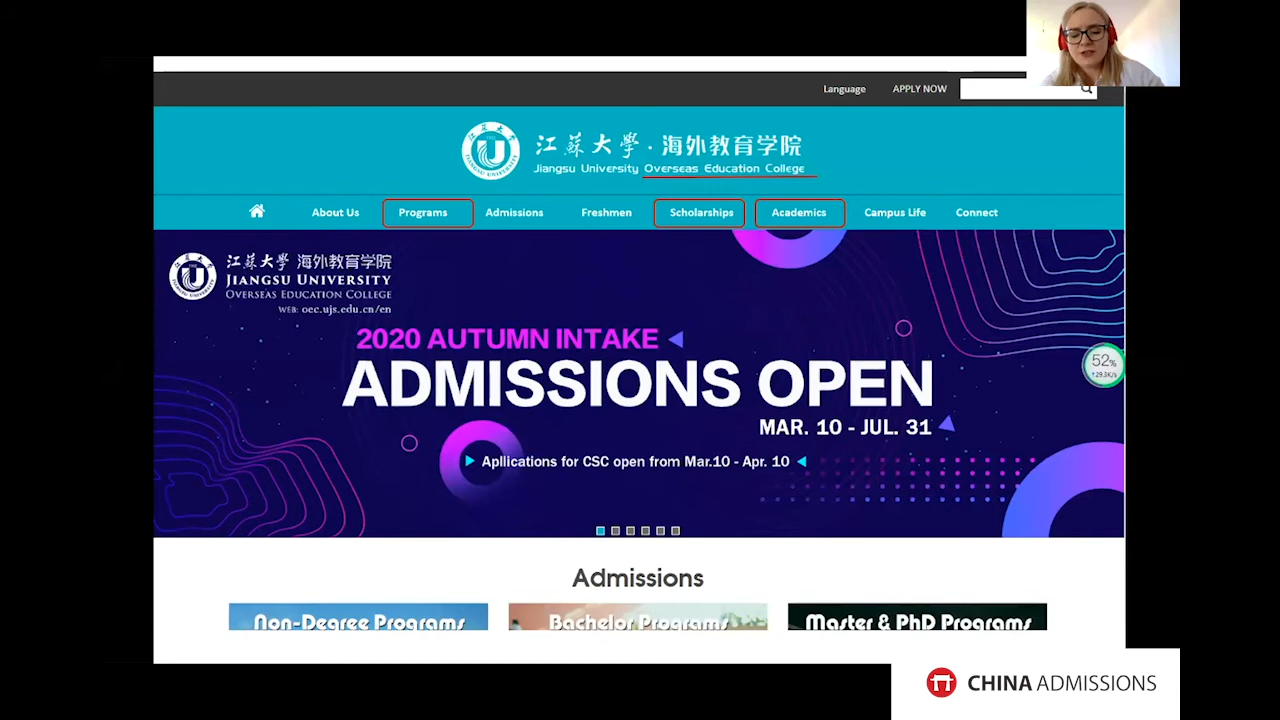 Language APPLY NOW
江蘇大學·海外教育学院
Jiangsu University Overseas Education College
About Us Programs Admissions Freshmen Scholarships Academics Campus Life Connect
江蘇大學 海外教育学院
JIANGSU UNIVERSITY
OVERSEAS EDUCATION COLLEGE
WEB: oec.ujs.edu.cn/en
2020 AUTUMN INTAKE
ADMISSIONS OPEN
MAR. 10 - JUL. 31
Apllications for CSC open from Mar.10 - Apr. 10
52%
↑29.3K/s
Admissions
Non-Degree Programs Bachelor Programs Master & PhD Programs
CHINA ADMISSIONS